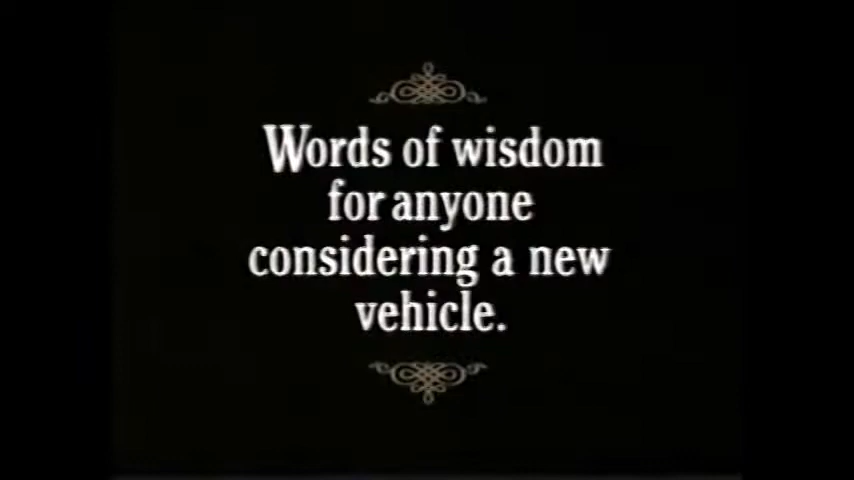 Words of wisdom
for anyone
considering a new
vehicle.